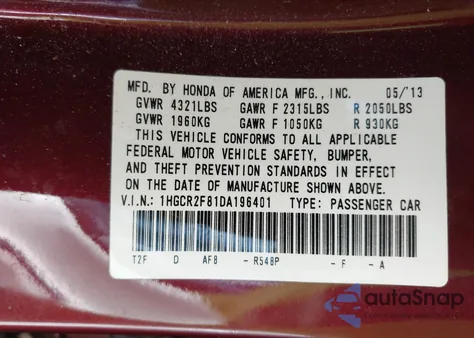 MFD. BY HONDA OF AMERICA MFG., INC. 05/'13
GVWR 4321LBS GAWR F 2315LBS R 2050LBS
GVWR 1960KG GAWR F 1050KG R 930KG
THIS VEHICLE CONFORMS TO ALL APPLICABLE
FEDERAL MOTOR VEHICLE SAFETY, BUMPER,
AND THEFT PREVENTION STANDARDS IN EFFECT
ON THE DATE OF MANUFACTURE SHOWN ABOVE.
V.I.N.: 1HGCR2F81DA196401 TYPE: PASSENGER CAR
T2F D AF8 - R548P - F - A
autoSnap